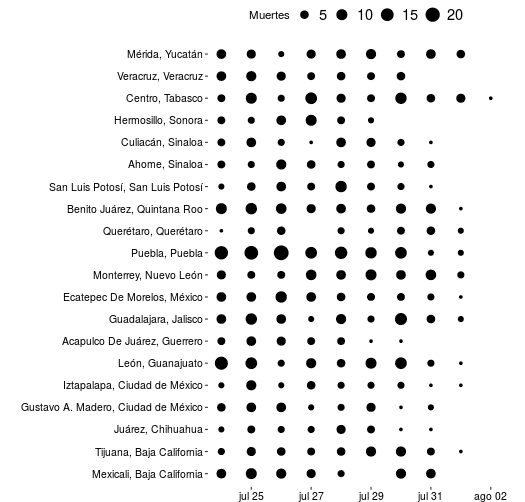 Muertes 5 10 15 20
Mérida, Yucatán
Veracruz, Veracruz
Centro, Tabasco
Hermosillo, Sonora
Culiacán, Sinaloa
Ahome, Sinaloa
San Luis Potosí, San Luis Potosí
Benito Juárez, Quintana Roo
Querétaro, Querétaro
Puebla, Puebla
Monterrey, Nuevo León
Ecatepec De Morelos, México
Guadalajara, Jalisco
Acapulco De Juárez, Guerrero
León, Guanajuato
Iztapalapa, Ciudad de México
Gustavo A. Madero, Ciudad de México
Juárez, Chihuahua
Tijuana, Baja California
Mexicali, Baja California
jul 25 jul 27 jul 29 jul 31 ago 02